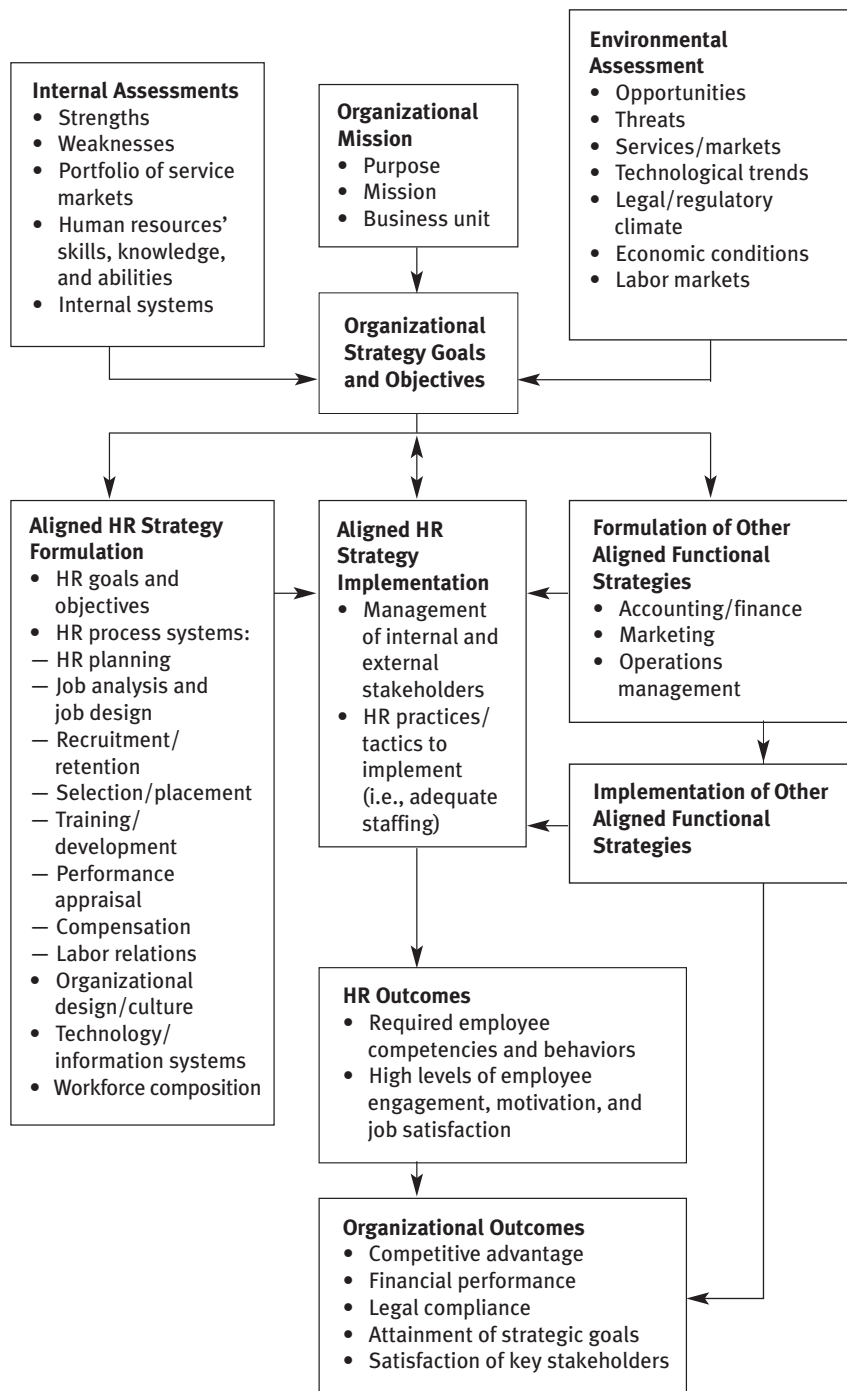 Internal Assessments
• Strengths
• Weaknesses
• Portfolio of service
markets
• Human resources’
skills, knowledge,
and abilities
• Internal systems
Organizational
Mission
• Purpose
• Mission
• Business unit
Environmental
Assessment
• Opportunities
• Threats
• Services/markets
• Technological trends
• Legal/regulatory
climate
• Economic conditions
• Labor markets
Organizational
Strategy Goals
and Objectives
Aligned HR Strategy
Formulation
• HR goals and
objectives
• HR process systems:
— HR planning
— Job analysis and
job design
— Recruitment/
retention
— Selection/placement
— Training/
development
— Performance
appraisal
— Compensation
— Labor relations
• Organizational
design/culture
• Technology/
information systems
• Workforce composition
Aligned HR
Strategy
Implementation
• Management
of internal and
external
stakeholders
• HR practices/
tactics to
implement
(i.e., adequate
staffing)
Formulation of Other
Aligned Functional
Strategies
• Accounting/finance
• Marketing
• Operations
management
Implementation of Other
Aligned Functional
Strategies
HR Outcomes
• Required employee
competencies and behaviors
• High levels of employee
engagement, motivation, and
job satisfaction
Organizational Outcomes
• Competitive advantage
• Financial performance
• Legal compliance
• Attainment of strategic goals
• Satisfaction of key stakeholders